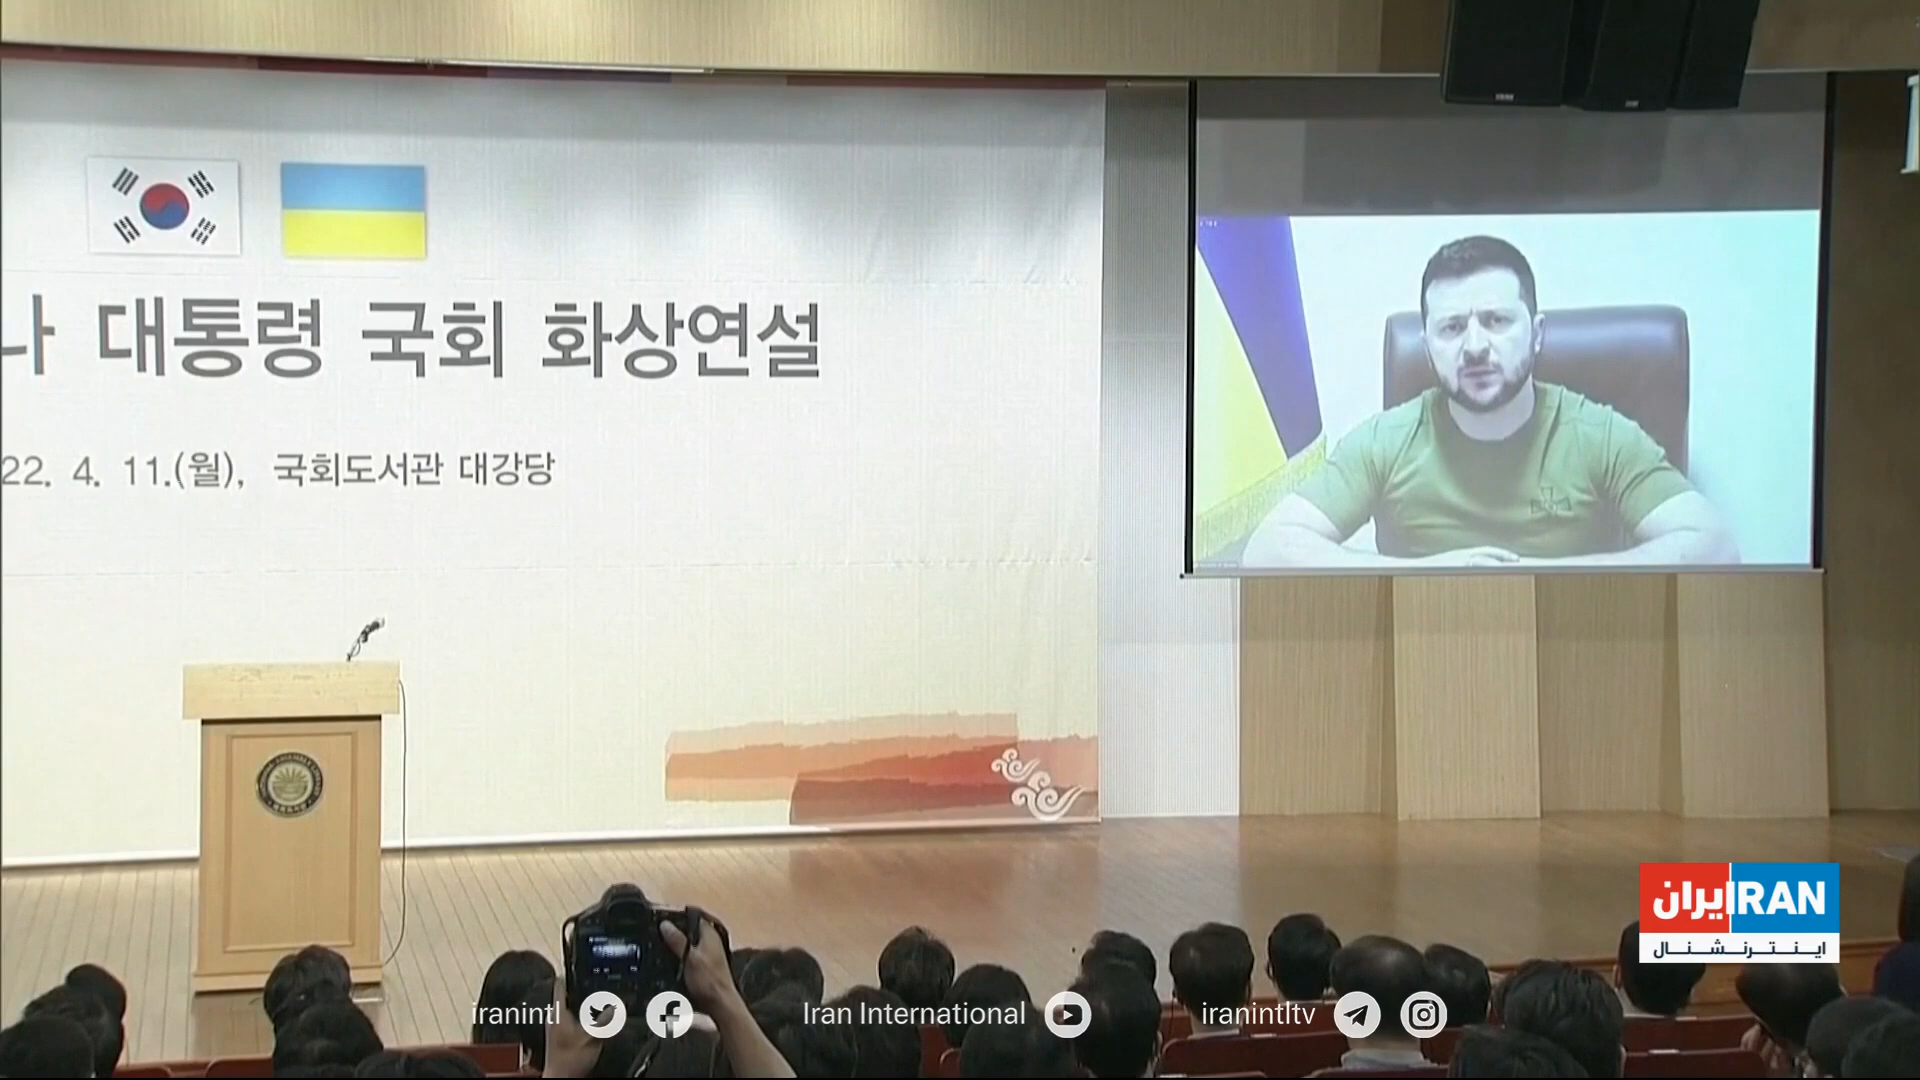 나 대통령 국회 화상연설
22. 4. 11.(월), 국회도서관 대강당
ایران IRAN
اینترنشنال
iranintl
Iran International
iranintltv